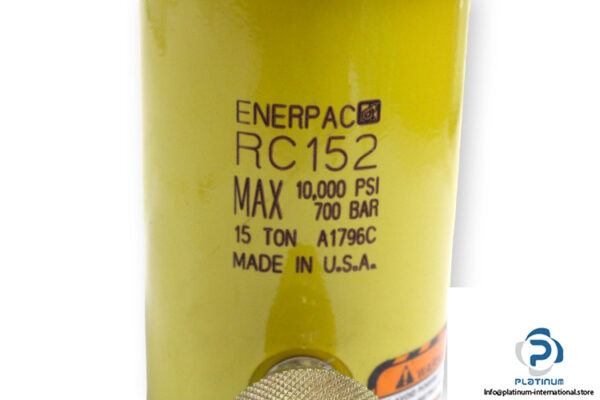 ENERPAC
RC152
MAX 10,000 PSI
700 BAR
15 TON A1796C
MADE IN U.S.A.
PLATINUM
Info@platinum-international.store